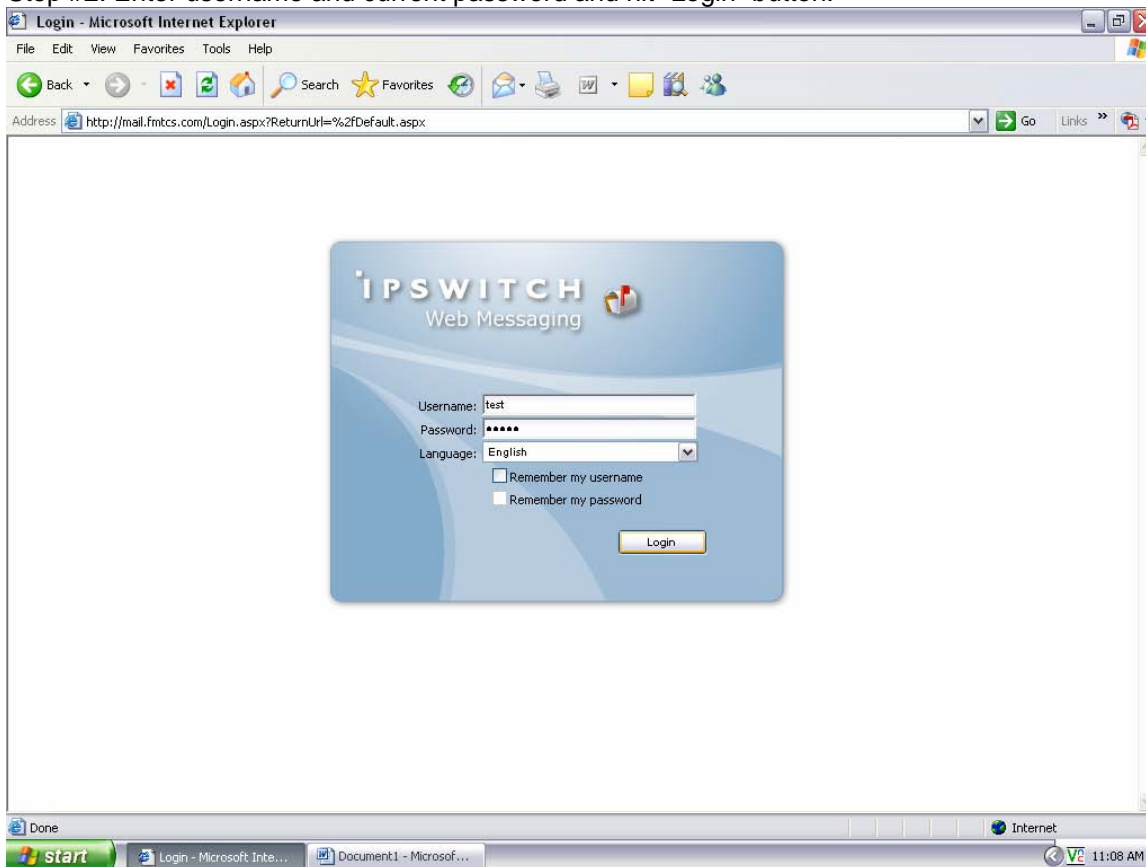 Step #2: Enter username and current password and hit "Login" button.
Login - Microsoft Internet Explorer
File Edit View Favorites Tools Help
Back Search Favorites
Address http://mail.fmtcs.com/Login.aspx?ReturnUrl=%2fDefault.aspx Go Links »
IPSWITCH
Web Messaging
Username: test
Password: •••••
Language: English
Remember my username
Remember my password
Login
Done Internet
start Login - Microsoft Inte... Document1 - Microsof... 11:08 AM